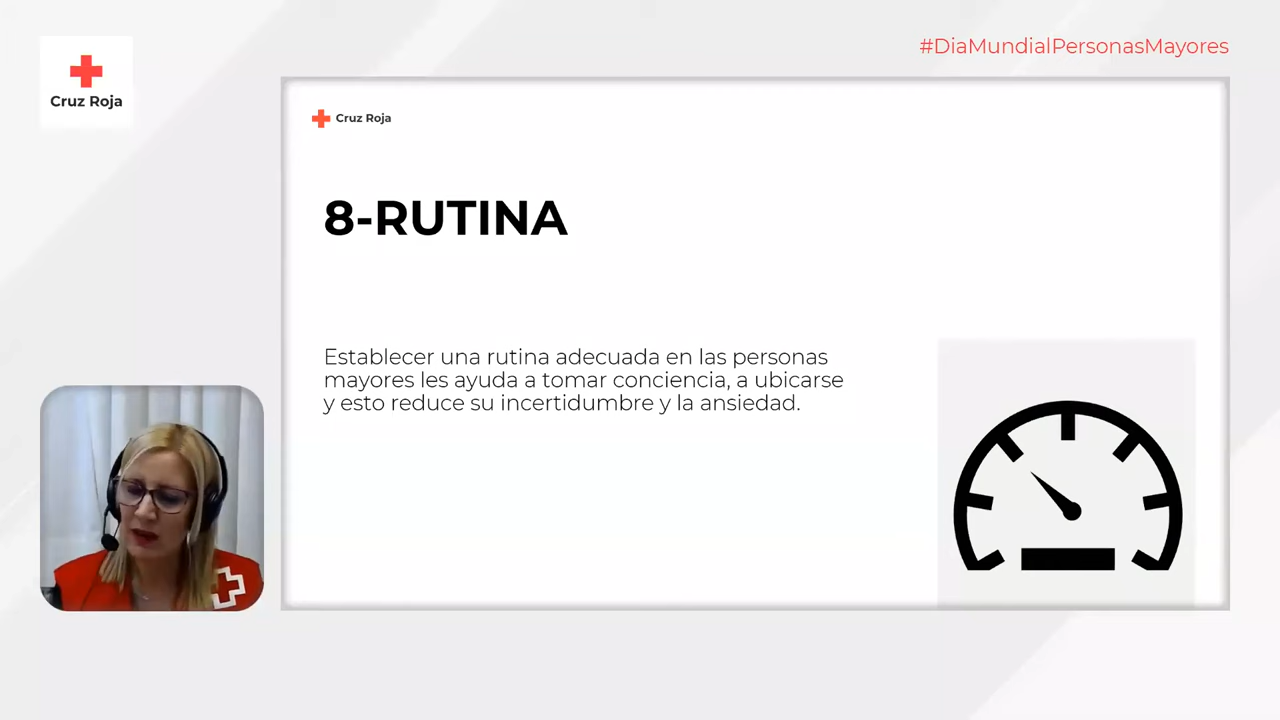 #DiaMundialPersonasMayores
Cruz Roja
Cruz Roja
8-RUTINA
Establecer una rutina adecuada en las personas
mayores les ayuda a tomar conciencia, a ubicarse
y esto reduce su incertidumbre y la ansiedad.